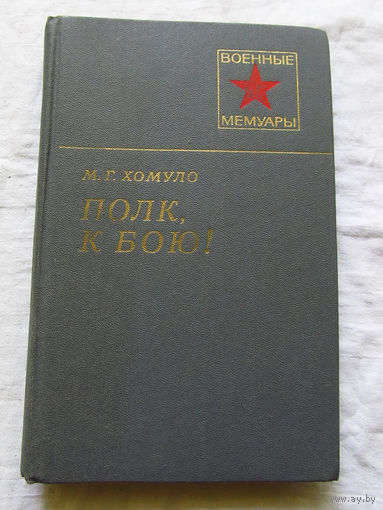 ВОЕННЫЕ
МЕМУАРЫ
М. Г. ХОМУЛО
ПОЛК,
К БОЮ!
www.ay.by